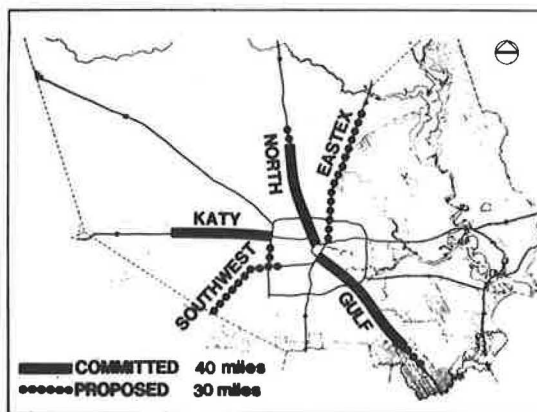 NORTH
EASTEX
KATY
SOUTHWEST
GULF
COMMITTED 40 miles
PROPOSED 30 miles